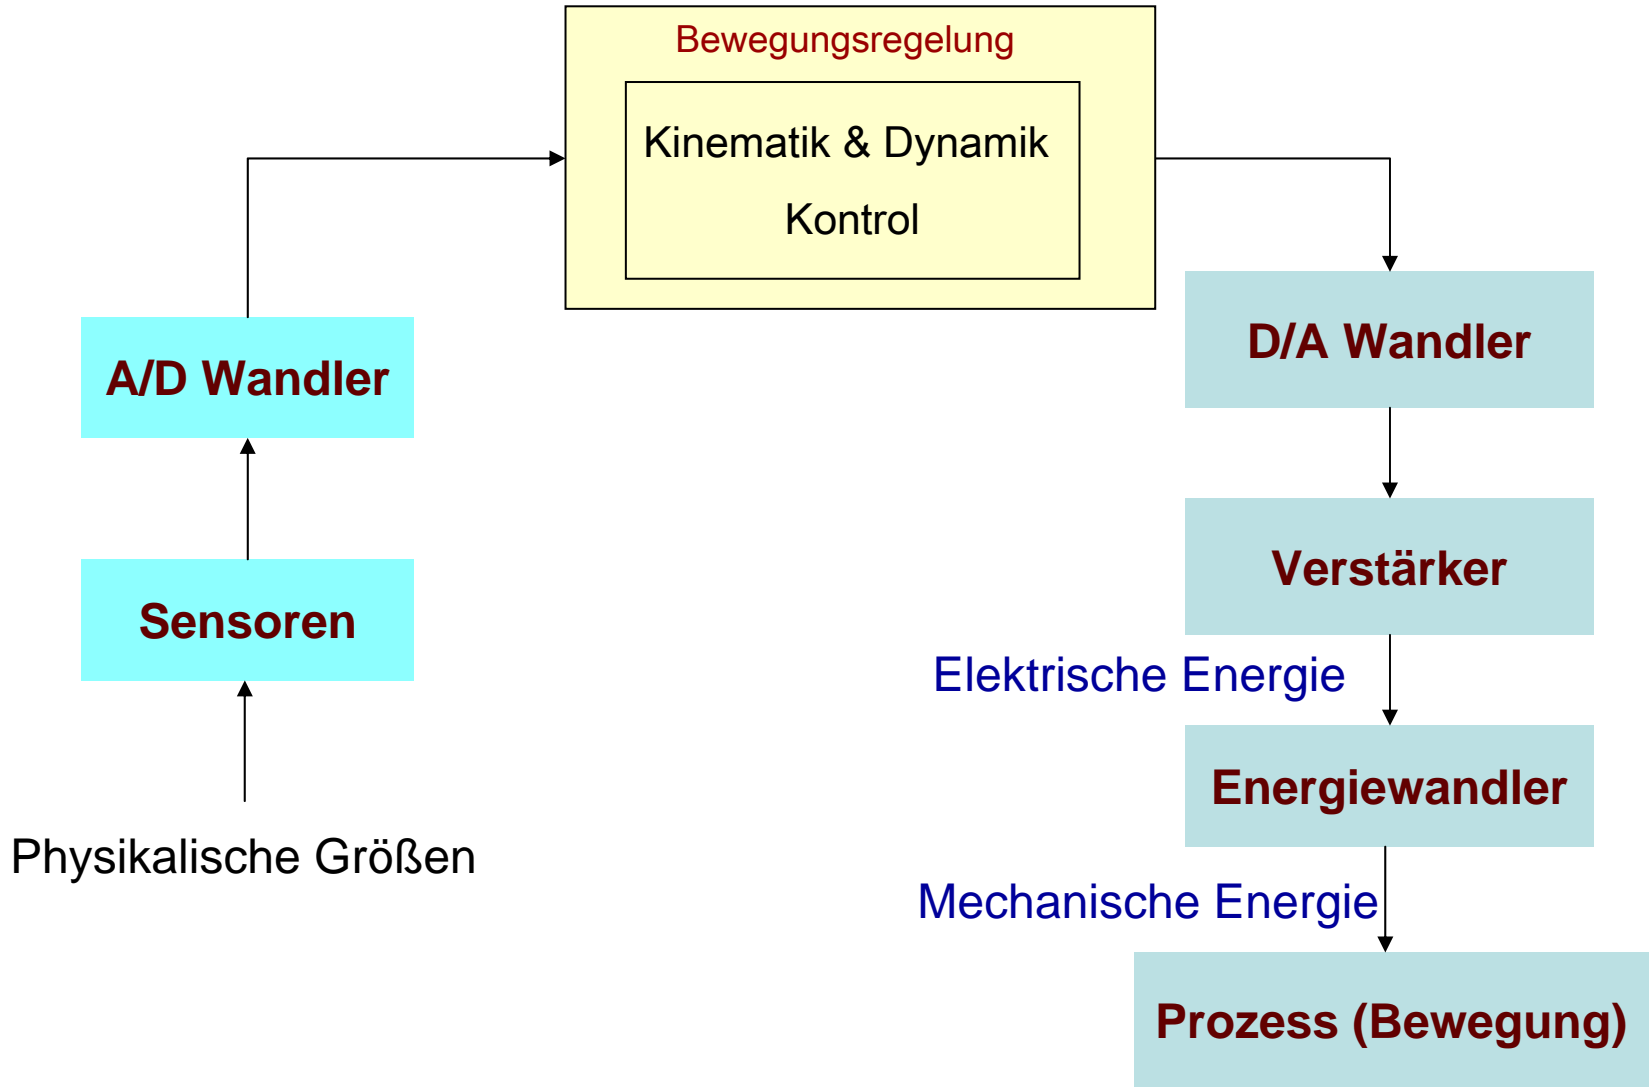 Bewegungsregelung
Kinematik & Dynamik
Kontrol
A/D Wandler
Sensoren
Physikalische Größen
D/A Wandler
Verstärker
Elektrische Energie
Energiewandler
Mechanische Energie
Prozess (Bewegung)